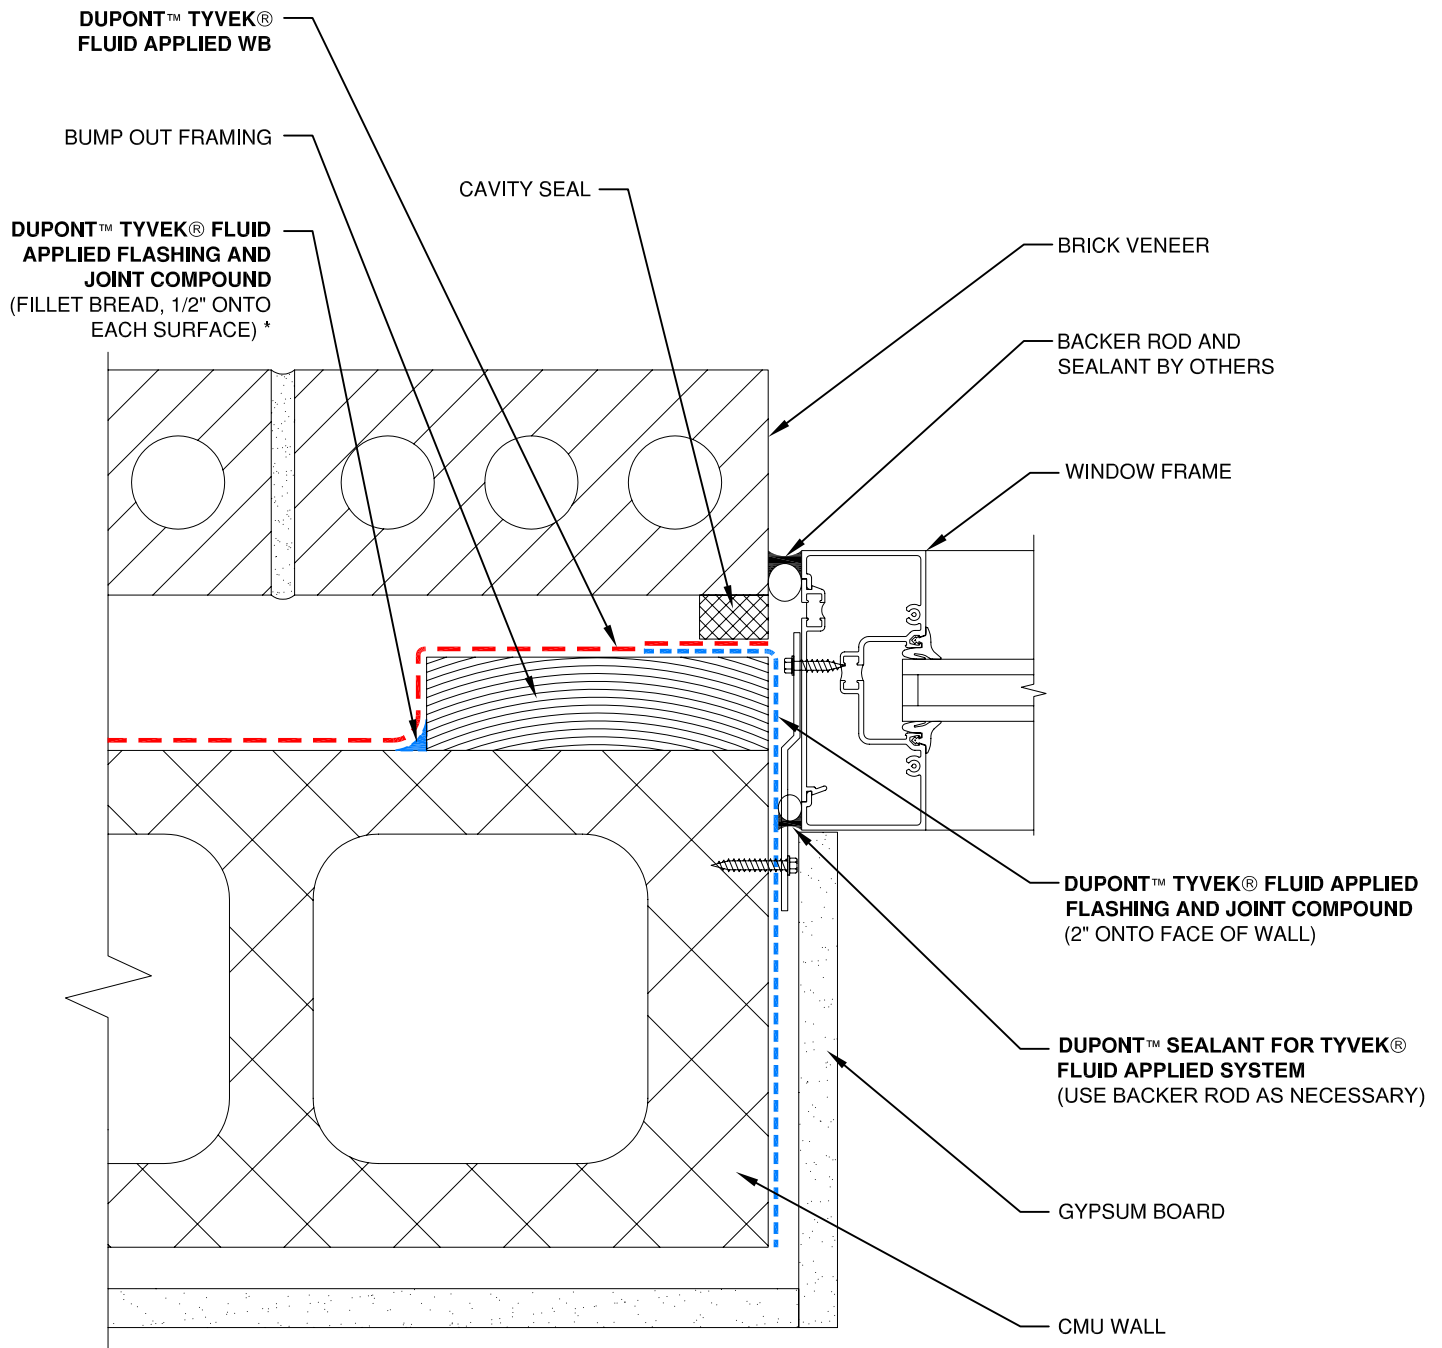 DUPONT™ TYVEK®
FLUID APPLIED WB
BUMP OUT FRAMING
CAVITY SEAL
DUPONT™ TYVEK® FLUID
APPLIED FLASHING AND
JOINT COMPOUND
(FILLET BREAD, 1/2" ONTO
EACH SURFACE) *
BRICK VENEER
BACKER ROD AND
SEALANT BY OTHERS
WINDOW FRAME
DUPONT™ TYVEK® FLUID APPLIED
FLASHING AND JOINT COMPOUND
(2" ONTO FACE OF WALL)
DUPONT™ SEALANT FOR TYVEK®
FLUID APPLIED SYSTEM
(USE BACKER ROD AS NECESSARY)
GYPSUM BOARD
CMU WALL